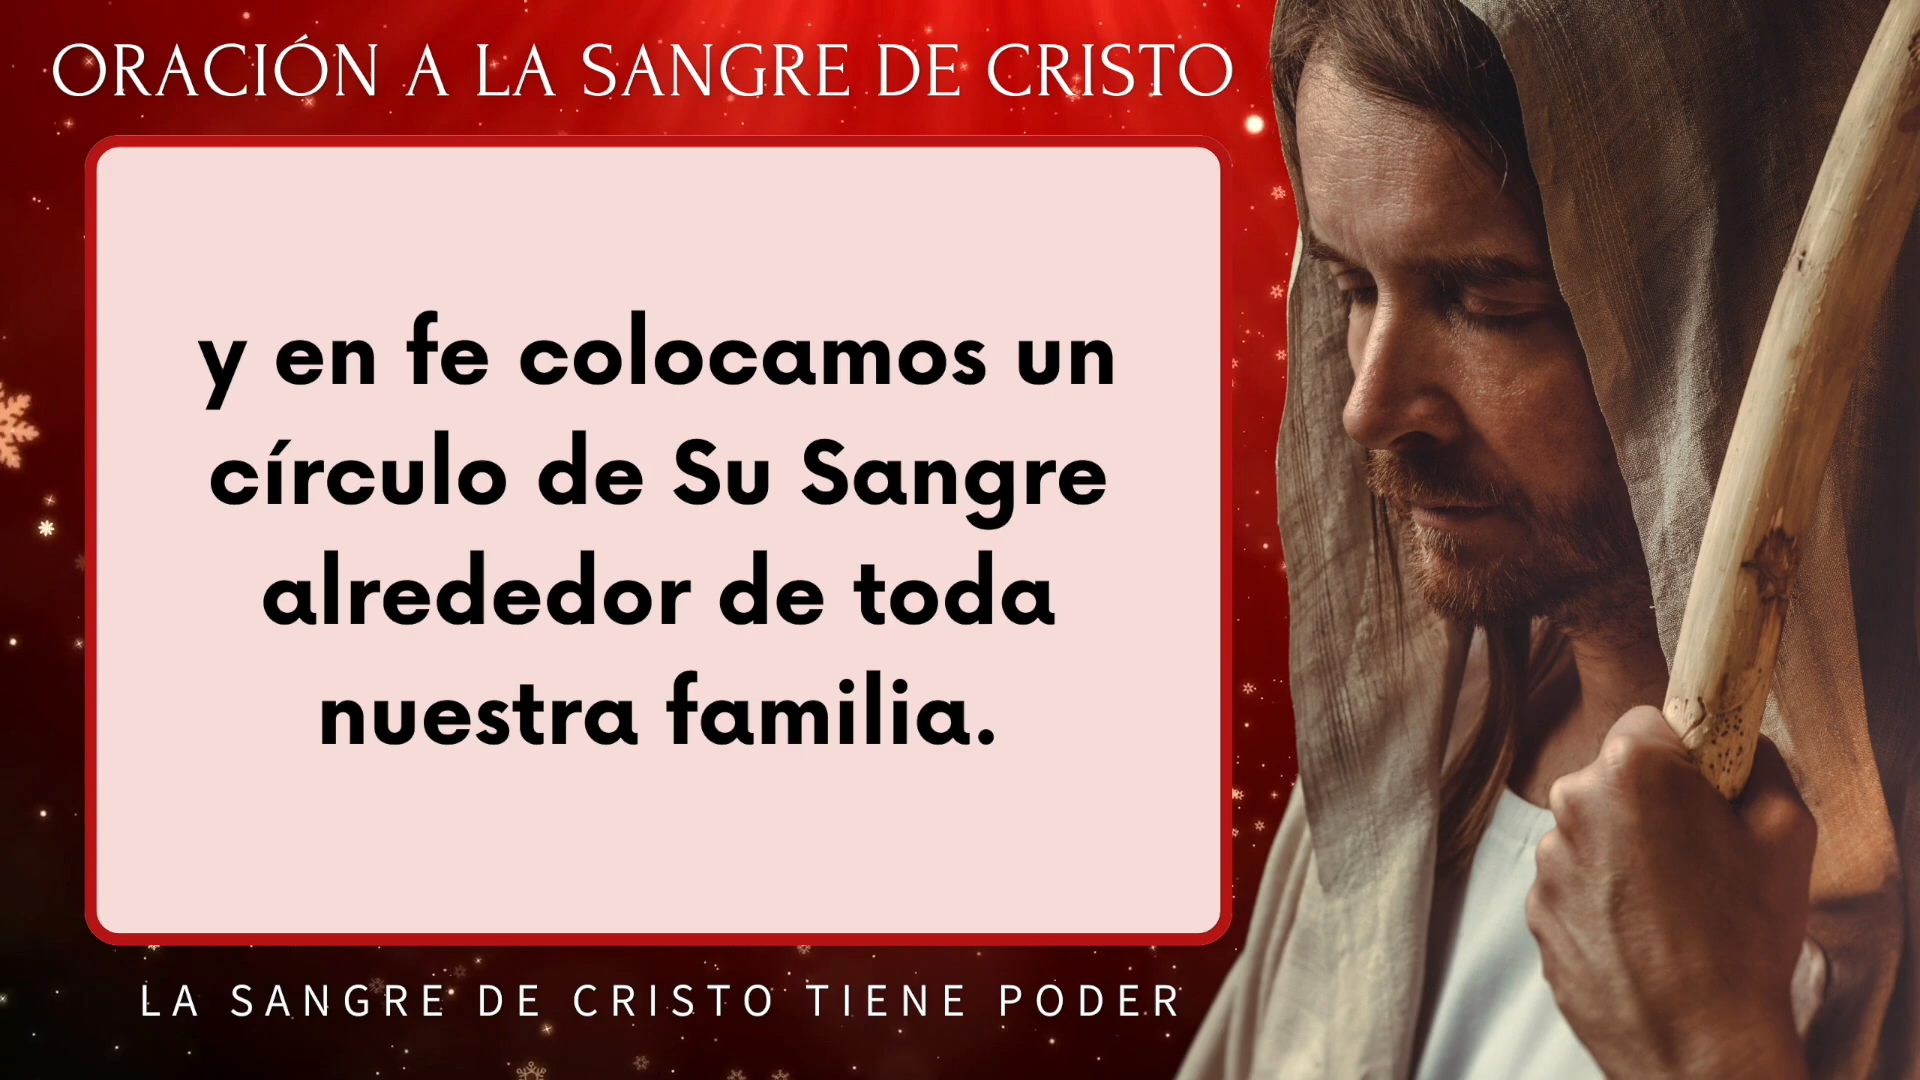 ORACIÓN A LA SANGRE DE CRISTO
y en fe colocamos un
círculo de Su Sangre
alrededor de toda
nuestra familia.
LA SANGRE DE CRISTO TIENE PODER